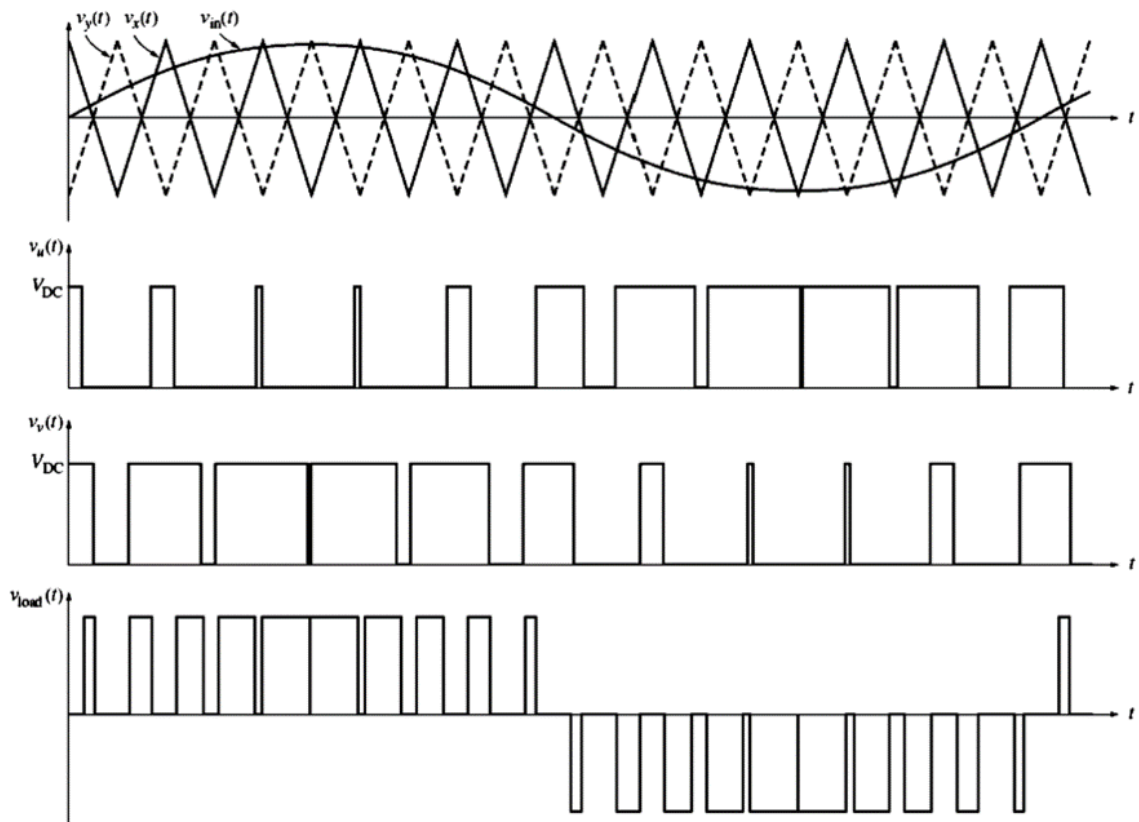 v_y(t) v_x(t) v_in(t)
t
v_u(t)
V_DC
t
v_v(t)
V_DC
t
v_load(t)
t